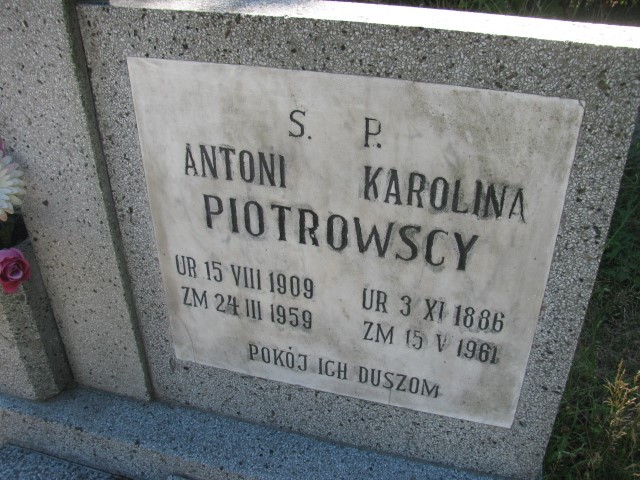 S. P.
ANTONI KAROLINA
PIOTROWSCY
UR 15 VIII 1909 UR 3 XI 1886
ZM 24 III 1959 ZM 15 V 1961
POKÓJ ICH DUSZOM